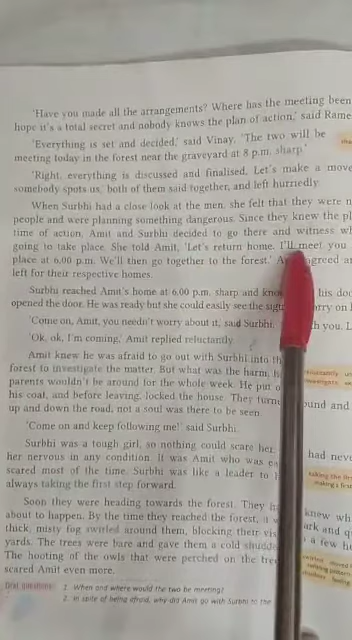 'Have you made all the arrangements? Where has the meeting been
hope it's a total secret and nobody knows the plan of action,' said Rame
'Everything is set and decided,' said Vinay. 'The two will be
meeting today in the forest near the graveyard at 8 p.m. sharp.'
'Right, everything is discussed and finalised. Let's make a move
somebody spots us, both of them said together, and left hurriedly.
When Surbhi had a close look at the men, she felt that they were n
people and were planning something dangerous. Since they knew the pl
time of action, Amit and Surbhi decided to go there and witness wh
going to take place. She told Amit, 'Let's return home. I'll meet you
place at 6.00 p.m. We'll then go together to the forest.' A greed a
left for their respective homes.
Surbhi reached Amit's home at 6.00 p.m. sharp and kno his doo
opened the door. He was ready but she could easily see the sig orry on
'Come on, Amit, you needn't worry about it, said Surbhi. h you. L
'Ok, ok, I'm coming,' Amit replied reluctantly.
Amit knew he was afraid to go out with Surbhi into th
forest to investigate the matter. But what was the harm, h
parents wouldn't be around for the whole week. He put o
his coat, and before leaving, locked the house. They turne ound and
up and down the road, not a soul was there to be seen.
'Come on and keep following me!' said Surbhi.
Surbhi was a tough girl, so nothing could scare her. had neve
her nervous in any condition. It was Amit who was ea
scared most of the time. Surbhi was like a leader to h
always taking the first step forward.
Soon they were heading towards the forest. They h knew wh
about to happen. By the time they reached the forest, it ark and q
thick, misty fog swirled around them, blocking their vis a few h
yards. The trees were bare and gave them a cold shudde
The hooting of the owls that were perched on the tre
scared Amit even more.
1. When and where would the two be meeting?
2. In spite of being afraid, why did Amit go with Surbhi to the